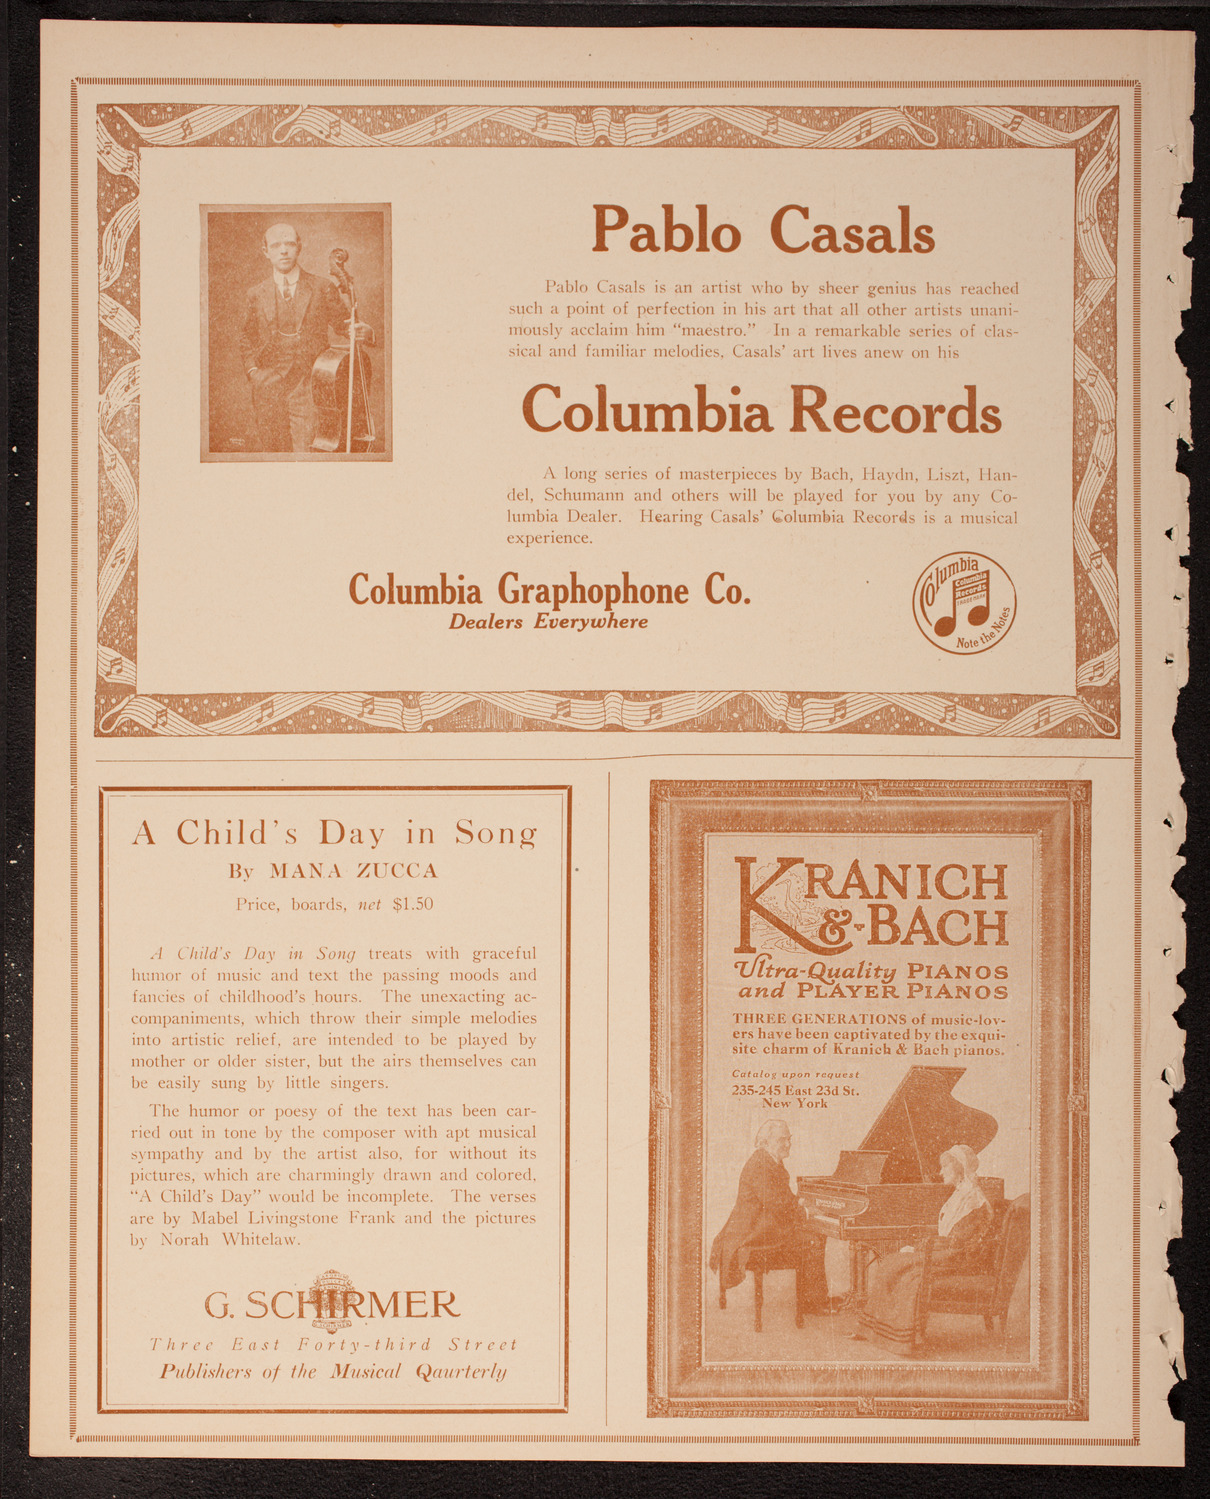 Pablo Casals
Pablo Casals is an artist who by sheer genius has reached
such a point of perfection in his art that all other artists unani-
mously acclaim him “maestro.” In a remarkable series of clas-
sical and familiar melodies, Casals’ art lives anew on his
Columbia Records
A long series of masterpieces by Bach, Haydn, Liszt, Han-
del, Schumann and others will be played for you by any Co-
lumbia Dealer. Hearing Casals’ Columbia Records is a musical
experience.
Columbia Graphophone Co.
Dealers Everywhere
Columbia
Columbia
Records
TRADE MARK
Note the Notes
A Child’s Day in Song
By MANA ZUCCA
Price, boards, net $1.50
A Child’s Day in Song treats with graceful
humor of music and text the passing moods and
fancies of childhood’s hours. The unexacting ac-
companiments, which throw their simple melodies
into artistic relief, are intended to be played by
mother or older sister, but the airs themselves can
be easily sung by little singers.
The humor or poesy of the text has been car-
ried out in tone by the composer with apt musical
sympathy and by the artist also, for without its
pictures, which are charmingly drawn and colored,
“A Child’s Day” would be incomplete. The verses
are by Mabel Livingstone Frank and the pictures
by Norah Whitelaw.
G. SCHIRMER
Three East Forty-third Street
Publishers of the Musical Qaurterly
KRANICH
&-BACH
Ultra-Quality PIANOS
and PLAYER PIANOS
THREE GENERATIONS of music-lov-
ers have been captivated by the exqui-
site charm of Kranich & Bach pianos.
Catalog upon request
235-245 East 23d St.
New York